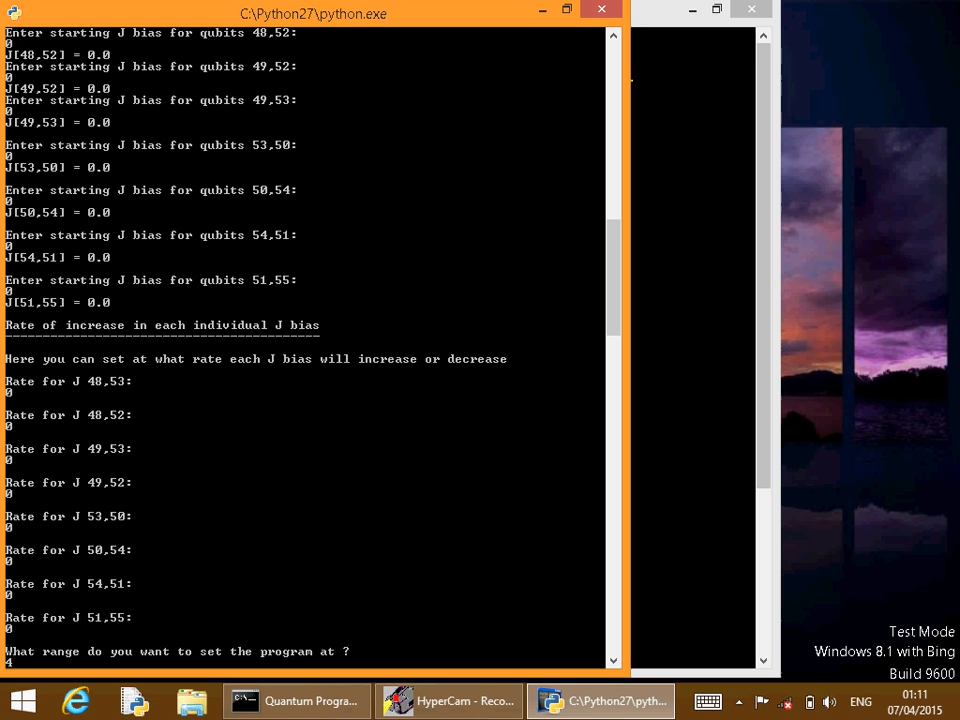 C:\Python27\python.exe
Enter starting J bias for qubits 48,52:
0
J[48,52] = 0.0
Enter starting J bias for qubits 49,52:
0
J[49,52] = 0.0
Enter starting J bias for qubits 49,53:
0
J[49,53] = 0.0
Enter starting J bias for qubits 53,50:
0
J[53,50] = 0.0
Enter starting J bias for qubits 50,54:
0
J[50,54] = 0.0
Enter starting J bias for qubits 54,51:
0
J[54,51] = 0.0
Enter starting J bias for qubits 51,55:
0
J[51,55] = 0.0
Rate of increase in each individual J bias
------------------------------------------
Here you can set at what rate each J bias will increase or decrease
Rate for J 48,53:
0
Rate for J 48,52:
0
Rate for J 49,53:
0
Rate for J 49,52:
0
Rate for J 53,50:
0
Rate for J 50,54:
0
Rate for J 54,51:
0
Rate for J 51,55:
0
What range do you want to set the program at ?
4
Test Mode
Windows 8.1 with Bing
Build 9600
Quantum Progra...
HyperCam - Reco...
C:\Python27\pyth...
ENG
01:11
07/04/2015